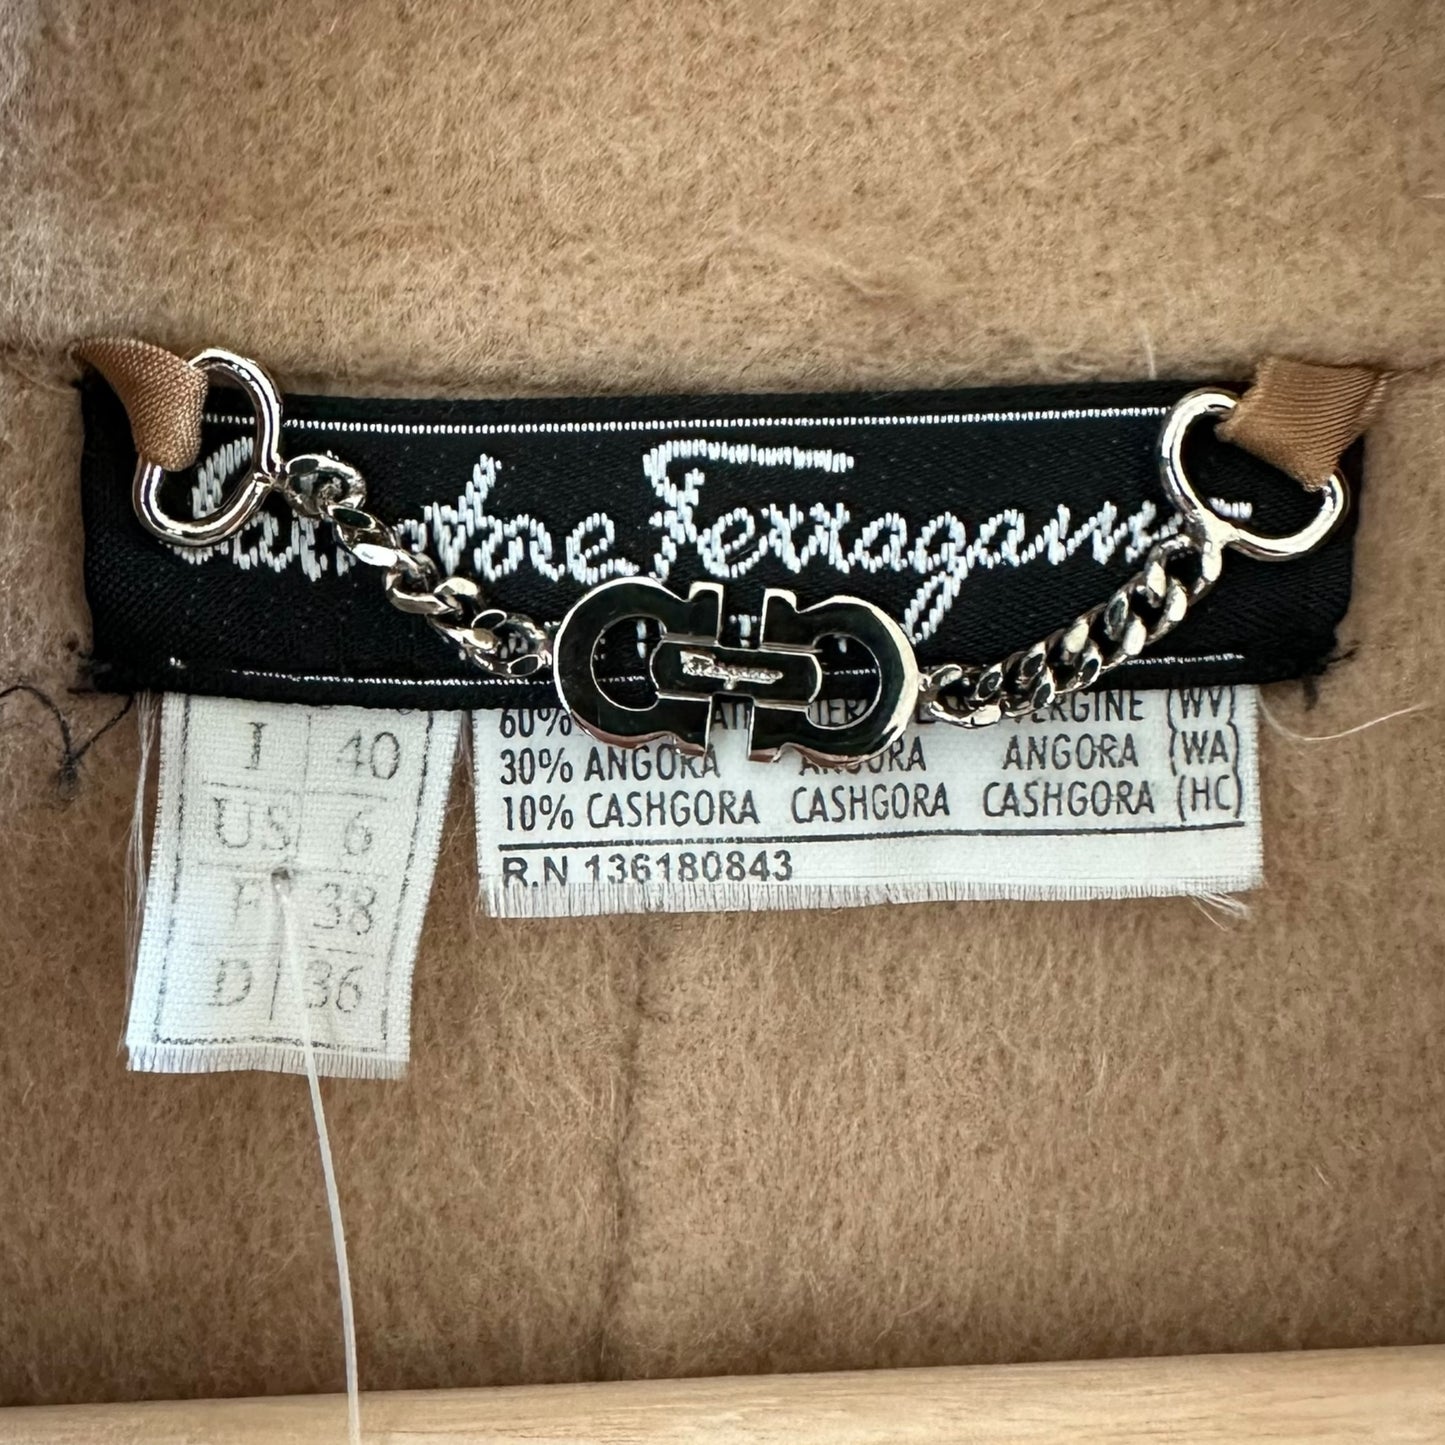 Salvatore Ferragamo
I 40
US 6
F 38
D 36
60% VERGINE (WV)
30% ANGORA ANGORA ANGORA (WA)
10% CASHGORA CASHGORA CASHGORA (HC)
R.N 136180843